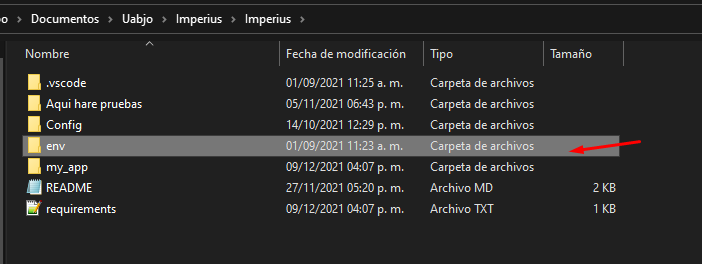 bo > Documentos > Uabjo > Imperius > Imperius >
Nombre Fecha de modificación Tipo Tamaño
.vscode 01/09/2021 11:25 a. m. Carpeta de archivos
Aqui hare pruebas 05/11/2021 06:43 p. m. Carpeta de archivos
Config 14/10/2021 12:29 p. m. Carpeta de archivos
env 01/09/2021 11:23 a. m. Carpeta de archivos
my_app 09/12/2021 04:07 p. m. Carpeta de archivos
README 27/11/2021 05:20 p. m. Archivo MD 2 KB
requirements 09/12/2021 04:07 p. m. Archivo TXT 1 KB